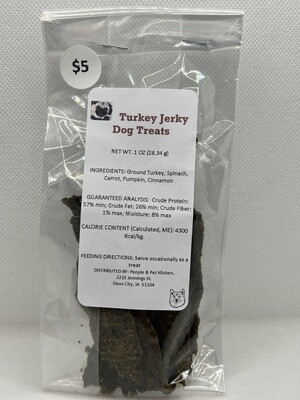 $5
Turkey Jerky
Dog Treats
NET WT. 1 OZ (28.34 g)
INGREDIENTS: Ground Turkey, Spinach,
Carrot, Pumpkin, Cinnamon
GUARANTEED ANALYSIS: Crude Protein:
57% min; Crude Fat: 26% min; Crude Fiber:
1% max; Moisture: 8% max
CALORIE CONTENT (Calculated, ME): 4300
Kcal/kg.
FEEDING DIRECTIONS: Serve occasionally as a
treat
DISTRIBUTED BY: People & Pet Kitchen,
2215 Jennings St.
Sioux City, IA 51104